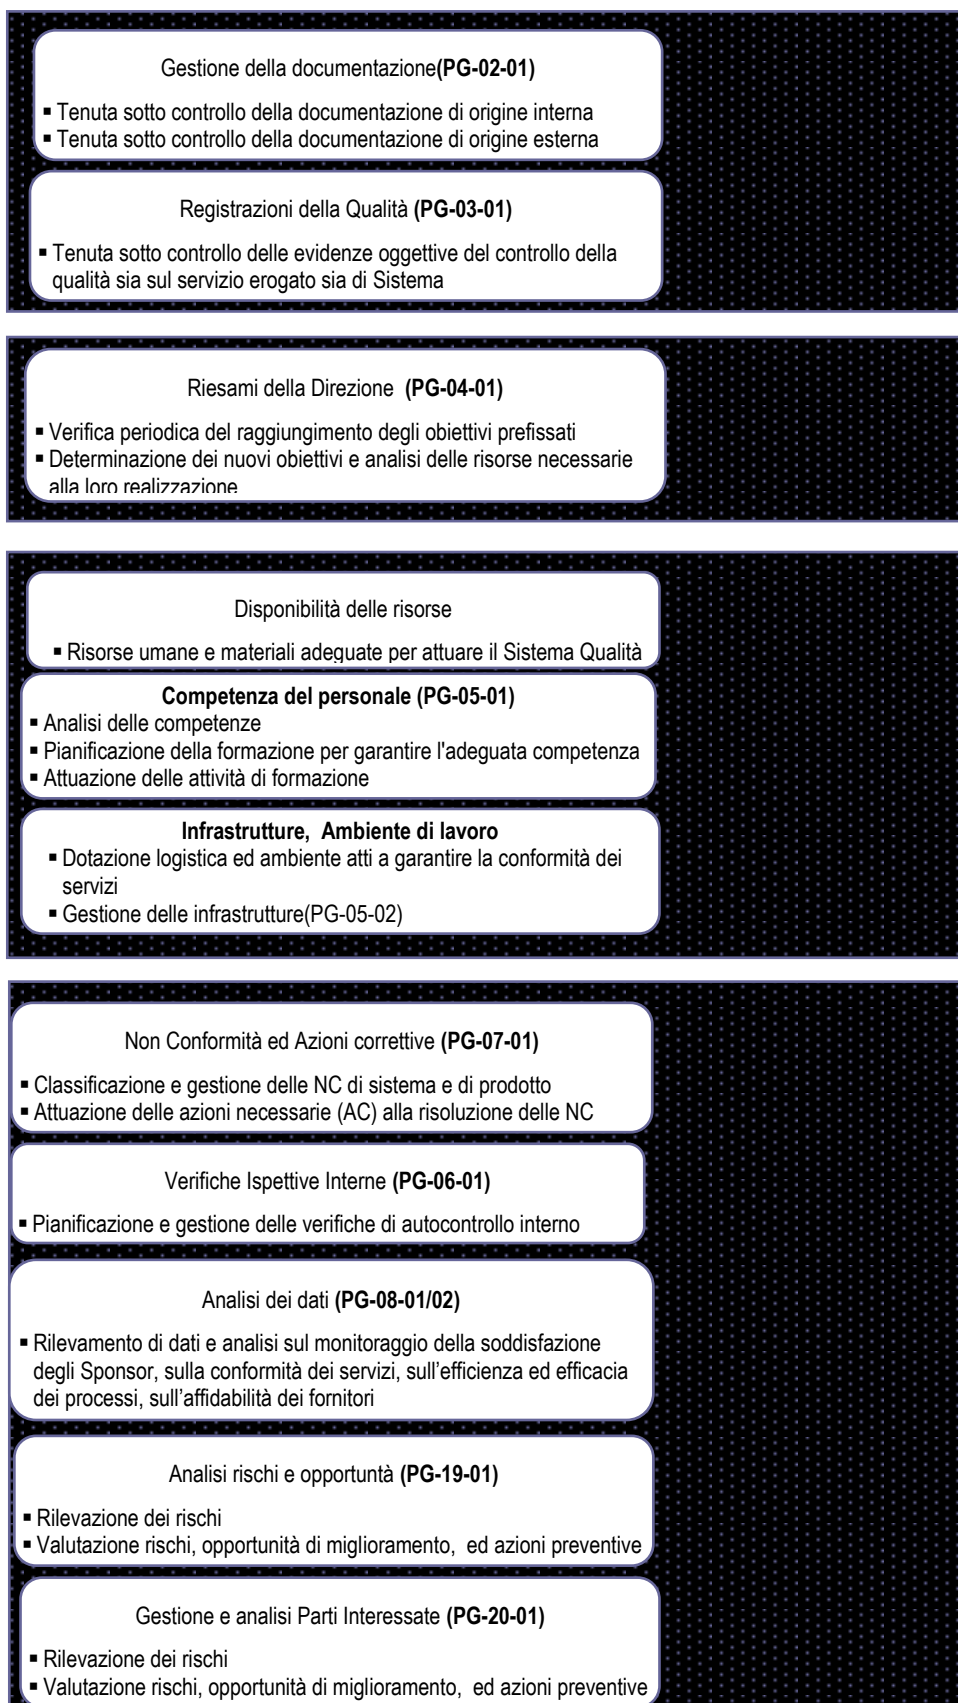 Gestione della documentazione(PG-02-01)
▪ Tenuta sotto controllo della documentazione di origine interna
▪ Tenuta sotto controllo della documentazione di origine esterna
Registrazioni della Qualità (PG-03-01)
▪ Tenuta sotto controllo delle evidenze oggettive del controllo della
qualità sia sul servizio erogato sia di Sistema
Riesami della Direzione (PG-04-01)
▪ Verifica periodica del raggiungimento degli obiettivi prefissati
▪ Determinazione dei nuovi obiettivi e analisi delle risorse necessarie
alla loro realizzazione
Disponibilità delle risorse
▪ Risorse umane e materiali adeguate per attuare il Sistema Qualità
Competenza del personale (PG-05-01)
▪ Analisi delle competenze
▪ Pianificazione della formazione per garantire l'adeguata competenza
▪ Attuazione delle attività di formazione
Infrastrutture, Ambiente di lavoro
▪ Dotazione logistica ed ambiente atti a garantire la conformità dei
servizi
▪ Gestione delle infrastrutture(PG-05-02)
Non Conformità ed Azioni correttive (PG-07-01)
▪ Classificazione e gestione delle NC di sistema e di prodotto
▪ Attuazione delle azioni necessarie (AC) alla risoluzione delle NC
Verifiche Ispettive Interne (PG-06-01)
▪ Pianificazione e gestione delle verifiche di autocontrollo interno
Analisi dei dati (PG-08-01/02)
▪ Rilevamento di dati e analisi sul monitoraggio della soddisfazione
degli Sponsor, sulla conformità dei servizi, sull’efficienza ed efficacia
dei processi, sull’affidabilità dei fornitori
Analisi rischi e opportuntà (PG-19-01)
▪ Rilevazione dei rischi
▪ Valutazione rischi, opportunità di miglioramento, ed azioni preventive
Gestione e analisi Parti Interessate (PG-20-01)
▪ Rilevazione dei rischi
▪ Valutazione rischi, opportunità di miglioramento, ed azioni preventive